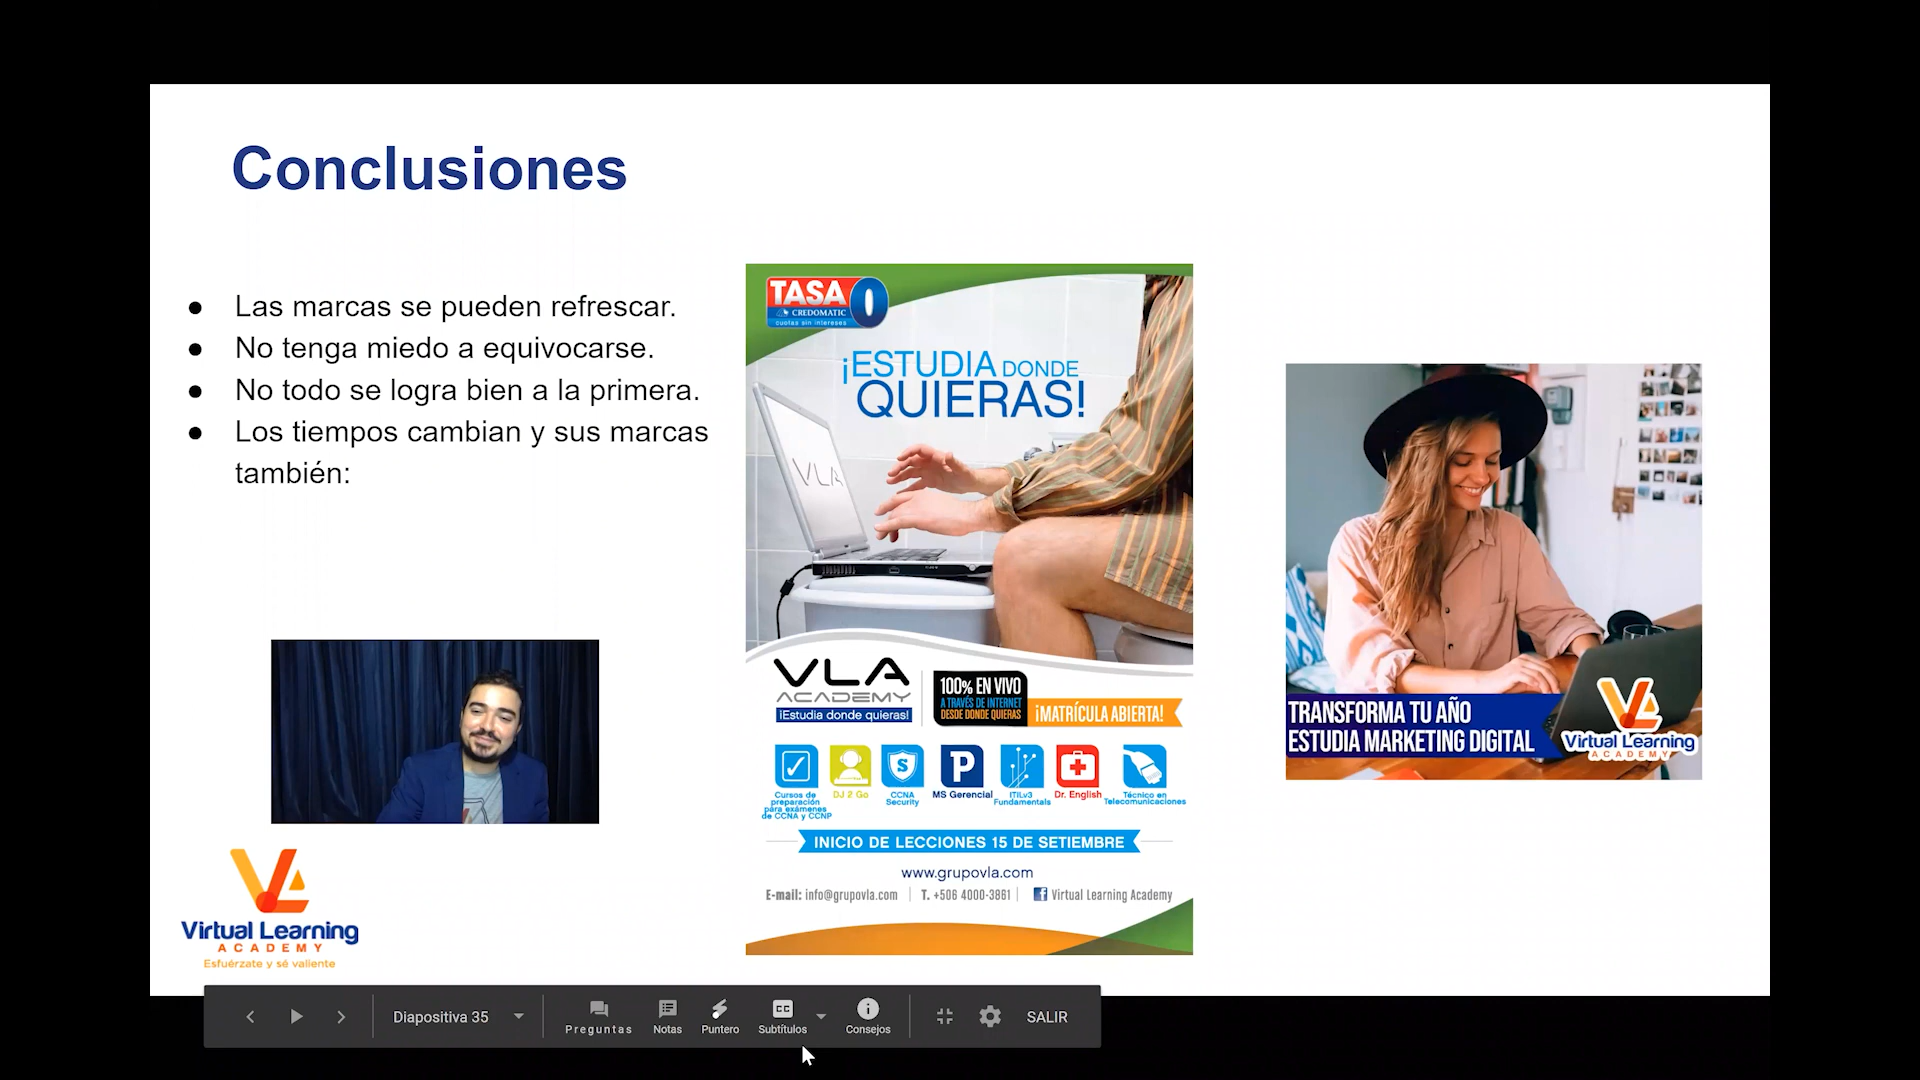 Conclusiones
● Las marcas se pueden refrescar.
● No tenga miedo a equivocarse.
● No todo se logra bien a la primera.
● Los tiempos cambian y sus marcas
también:
Virtual Learning
ACADEMY
Esfuérzate y sé valiente
TASA 0
CREDOMATIC
cuotas sin intereses
¡ESTUDIA DONDE
QUIERAS!
VLA
VLA
ACADEMY
¡Estudia donde quieras!
100% EN VIVO
A TRAVÉS DE INTERNET
DESDE DONDE QUIERAS
¡MATRÍCULA ABIERTA!
Cursos de
preparación
para exámenes
de CCNA y CCNP
DJ 2 Go
S
CCNA
Security
P
MS Gerencial
ITILv3
Fundamentals
Dr. English
Técnico en
Telecomunicaciones
INICIO DE LECCIONES 15 DE SETIEMBRE
www.grupovla.com
E-mail: info@grupovla.com | T. +506 4000-3861 | f Virtual Learning Academy
TRANSFORMA TU AÑO
ESTUDIA MARKETING DIGITAL
Virtual Learning
ACADEMY
Diapositiva 35
Preguntas
Notas
Puntero
CC
Subtítulos
Consejos
SALIR